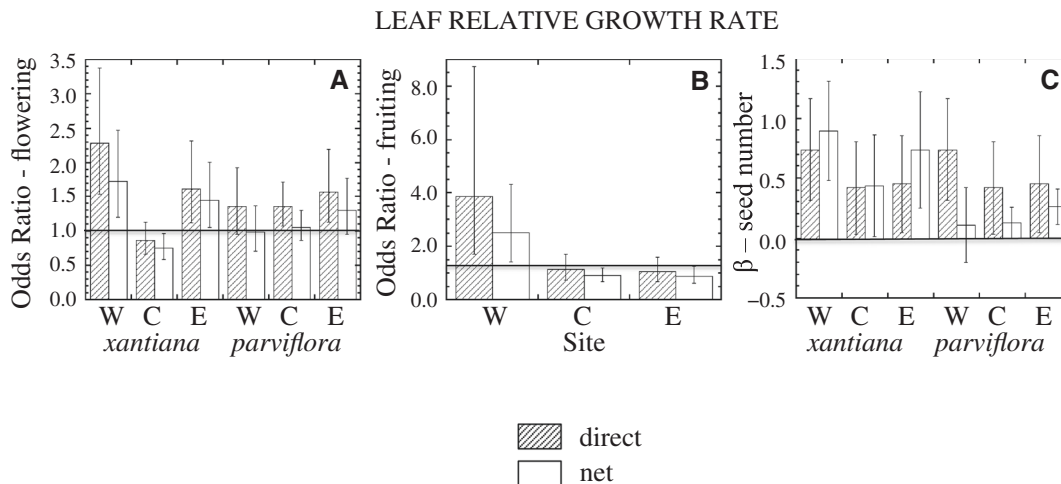 LEAF RELATIVE GROWTH RATE
A
Odds Ratio - flowering
3.5
3.0
2.5
2.0
1.5
1.0
0.5
0.0
W C E W C E
xantiana parviflora
B
Odds Ratio - fruiting
8.0
6.0
4.0
2.0
0.0
W C E
Site
C
β – seed number
1.5
1.0
0.5
0.0
−0.5
W C E W C E
xantiana parviflora
direct
net